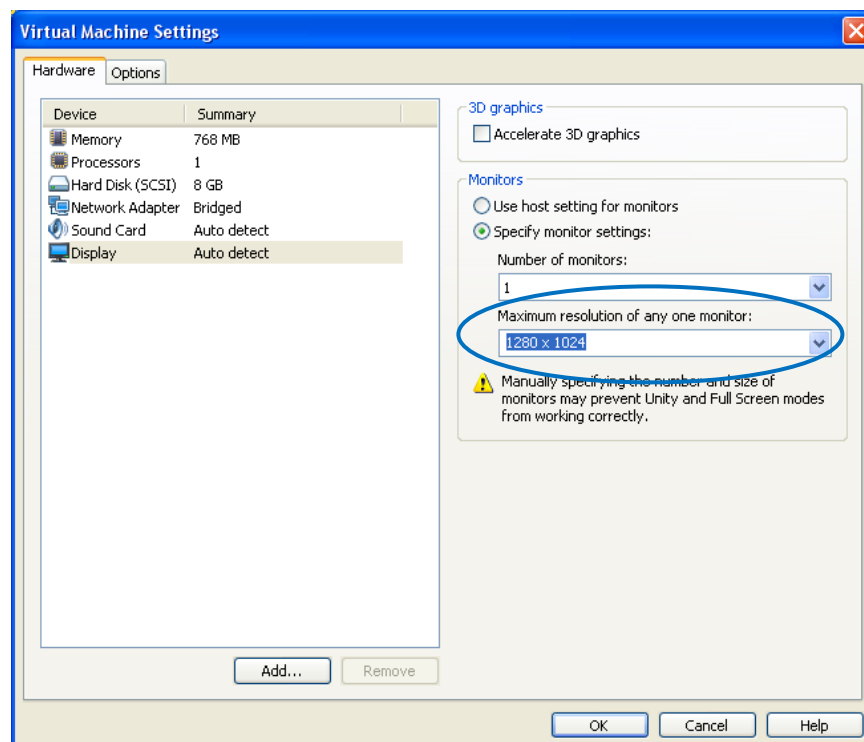 Virtual Machine Settings
Hardware Options
Device Summary
Memory 768 MB
Processors 1
Hard Disk (SCSI) 8 GB
Network Adapter Bridged
Sound Card Auto detect
Display Auto detect
Add... Remove
3D graphics
Accelerate 3D graphics
Monitors
Use host setting for monitors
Specify monitor settings:
Number of monitors:
1
Maximum resolution of any one monitor:
1280 x 1024
Manually specifying the number and size of
monitors may prevent Unity and Full Screen modes
from working correctly.
OK Cancel Help